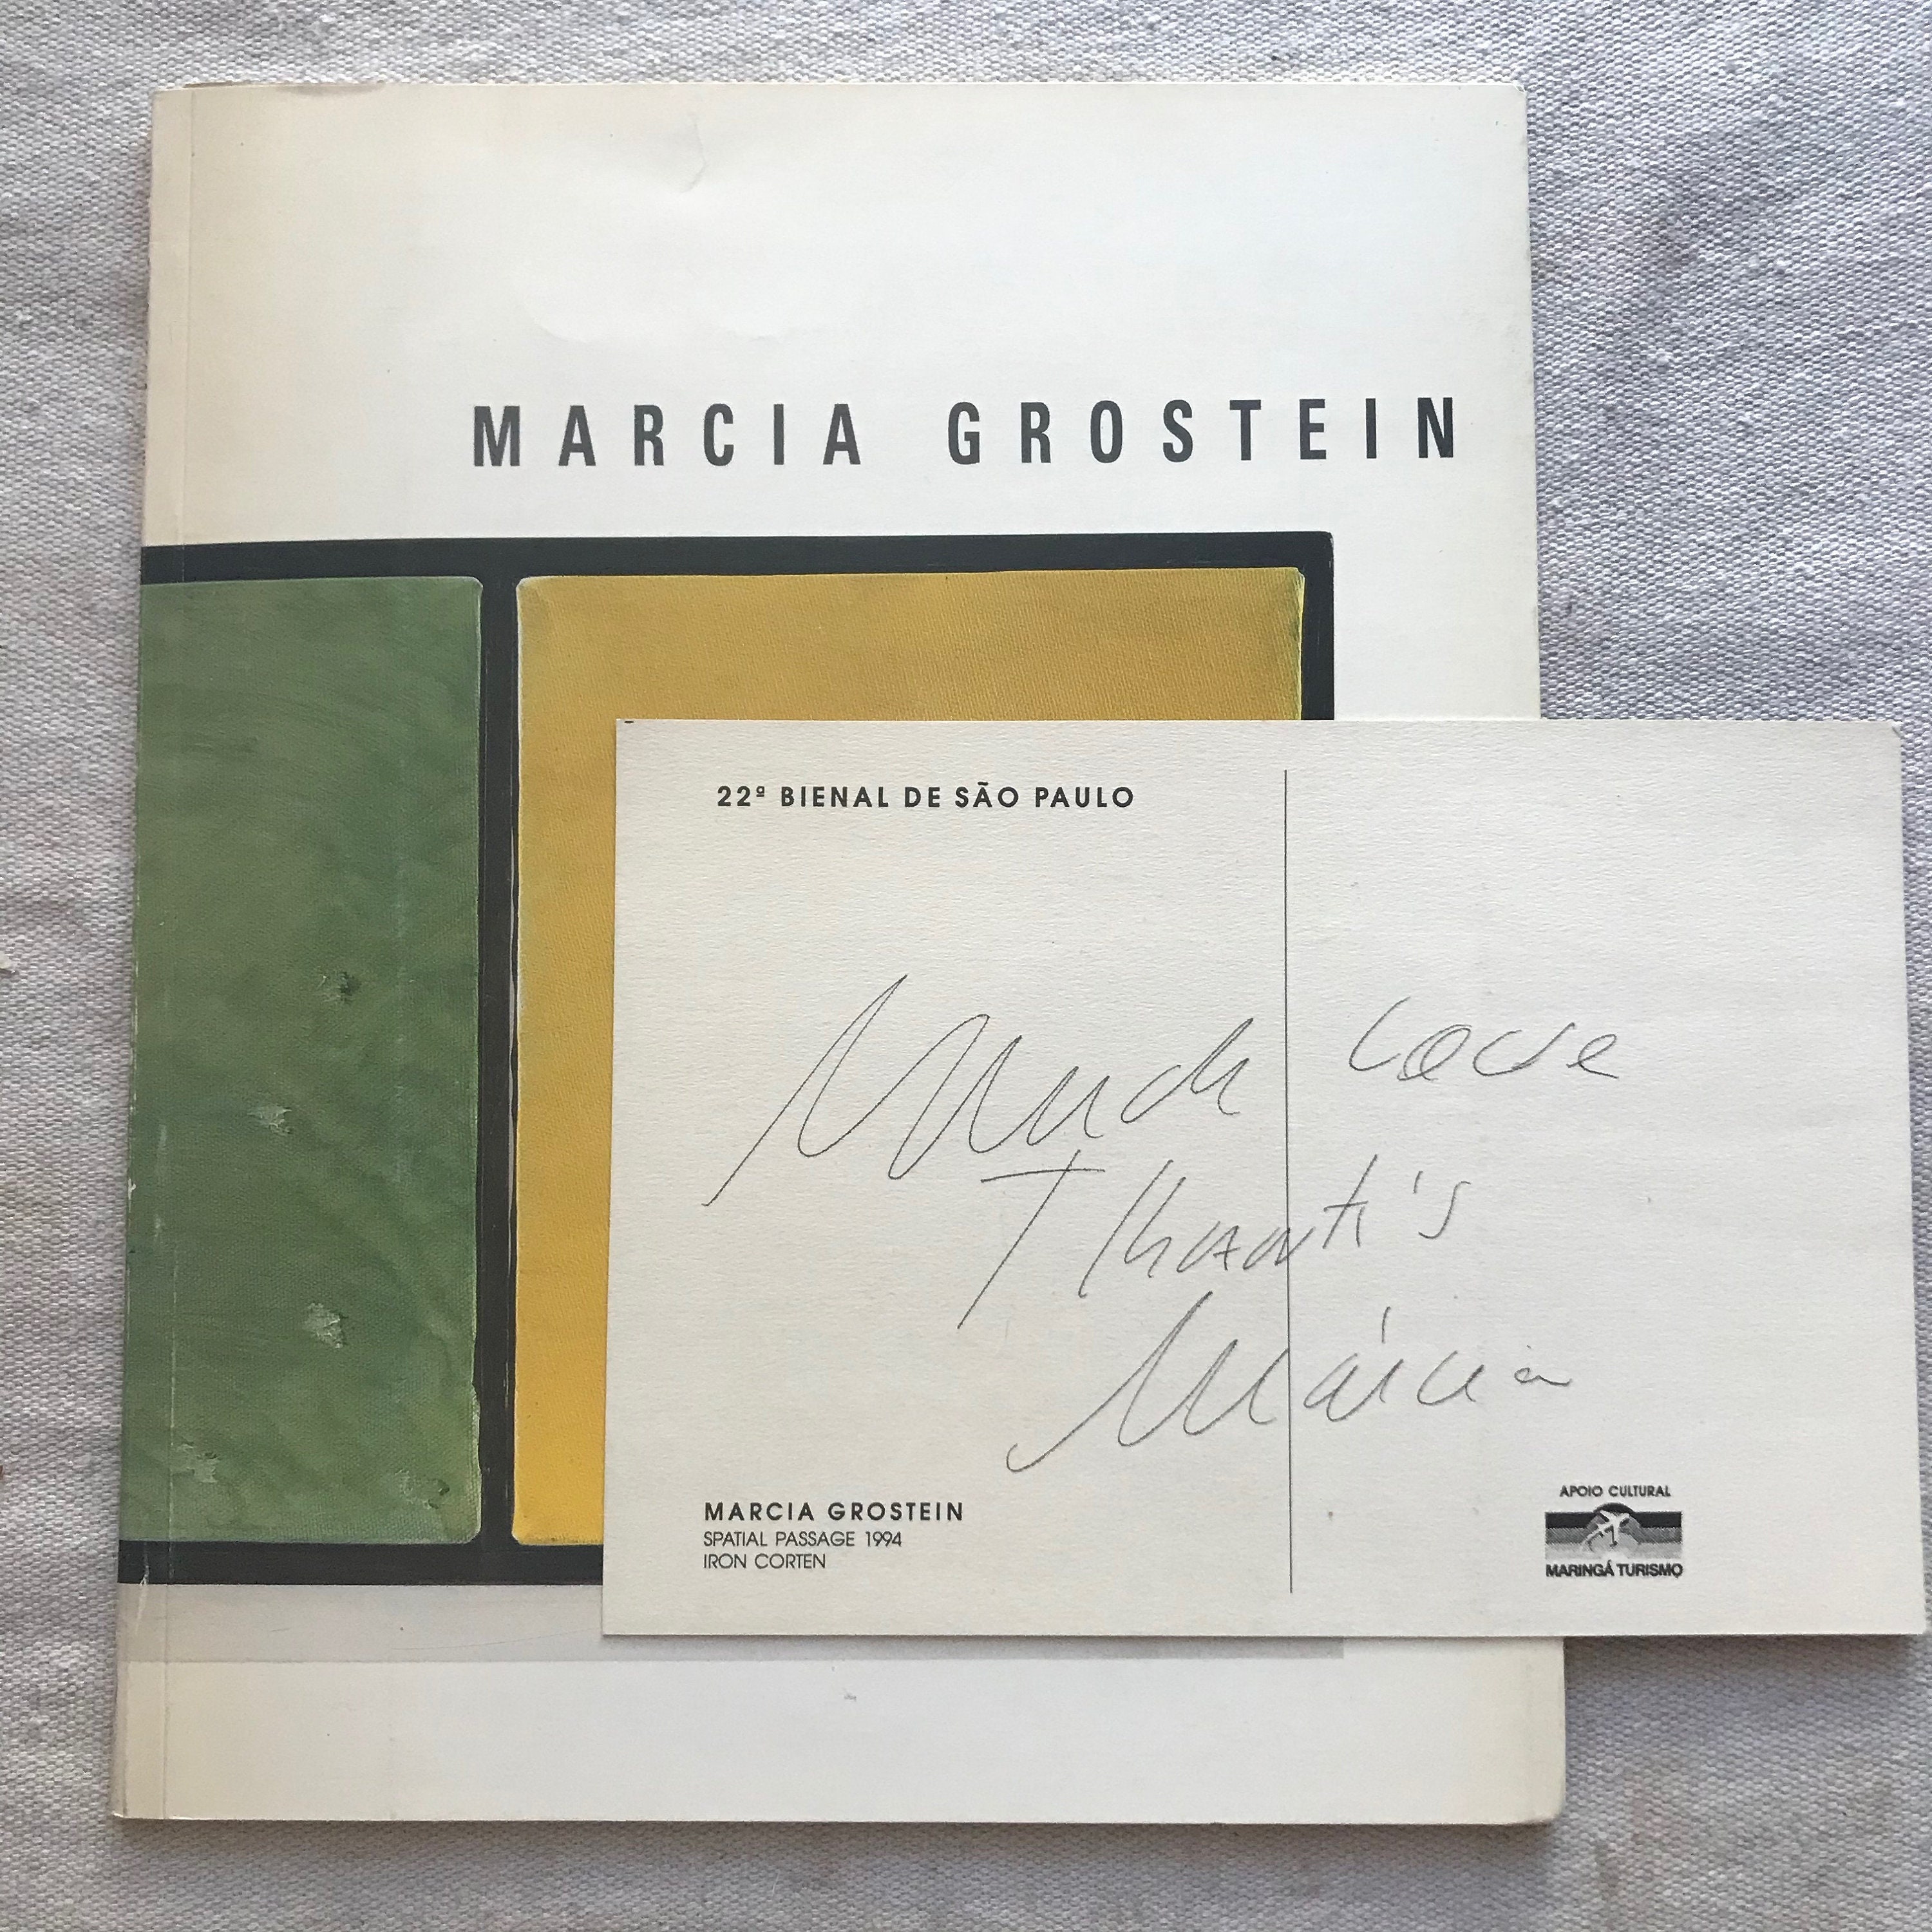 MARCIA GROSTEIN
22ª BIENAL DE SÃO PAULO
Much love
Thank's
Márcia
MARCIA GROSTEIN
SPATIAL PASSAGE 1994
IRON CORTEN
APOIO CULTURAL
MARINGÁ TURISMO